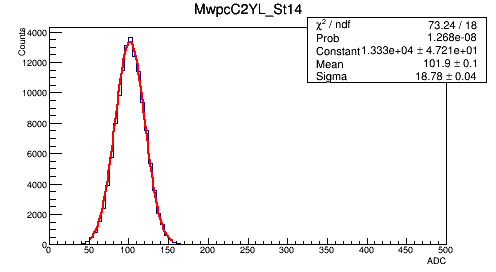 MwpcC2YL_St14
χ² / ndf 73.24 / 18
Prob 1.268e-08
Constant 1.333e+04 ± 4.721e+01
Mean 101.9 ± 0.1
Sigma 18.78 ± 0.04
Counts
14000
12000
10000
8000
6000
4000
2000
0
0 50 100 150 200 250 300 350 400 450 500
ADC